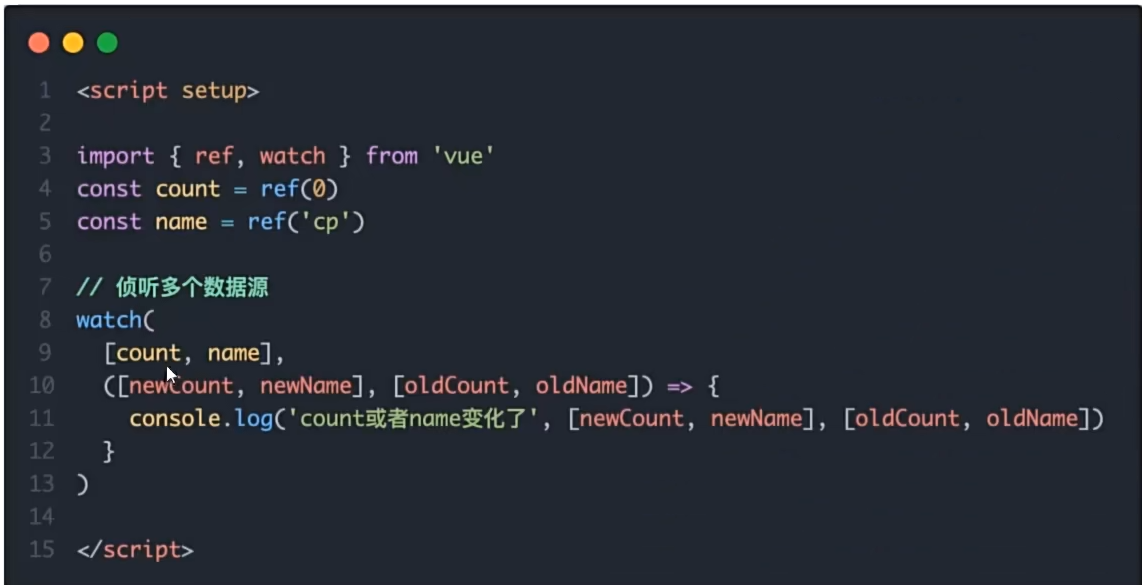 1 <script setup>
2
3 import { ref, watch } from 'vue'
4 const count = ref(0)
5 const name = ref('cp')
6
7 // 侦听多个数据源
8 watch(
9   [count, name],
10   ([newCount, newName], [oldCount, oldName]) => {
11     console.log('count或者name变化了', [newCount, newName], [oldCount, oldName])
12   }
13 )
14
15 </script>